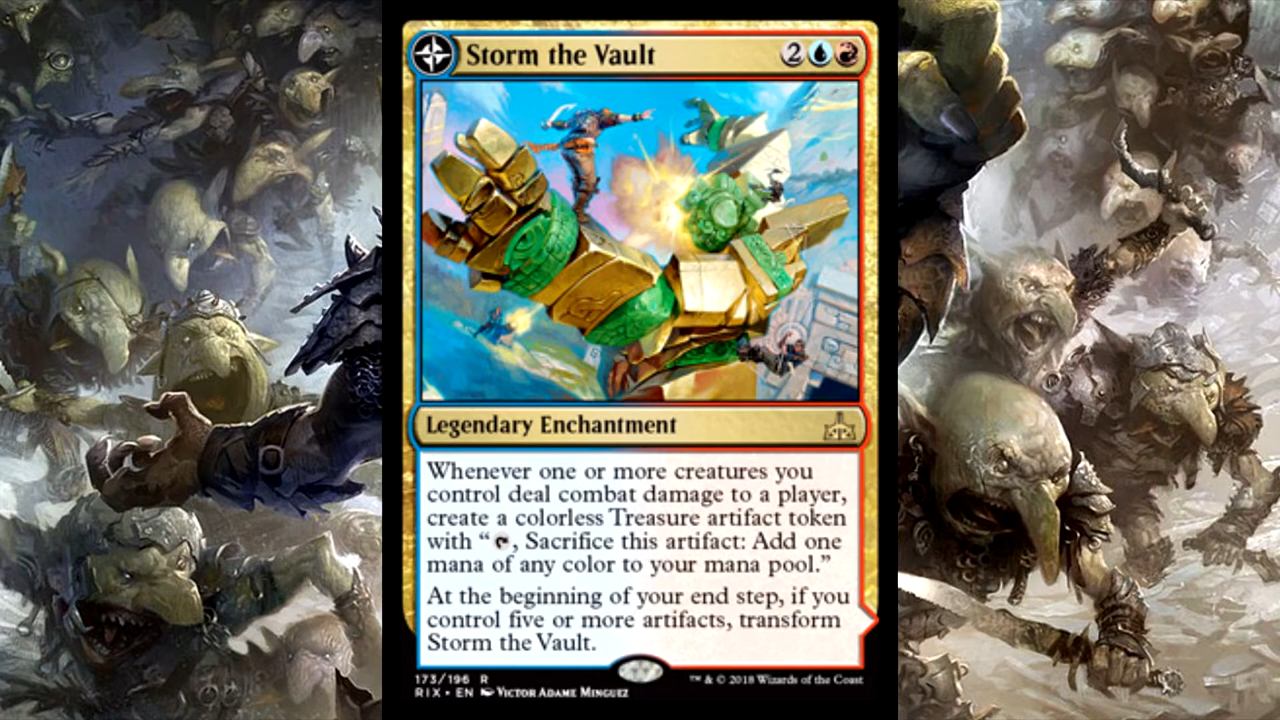 Storm the Vault 2
Legendary Enchantment
Whenever one or more creatures you
control deal combat damage to a player,
create a colorless Treasure artifact token
with “ , Sacrifice this artifact: Add one
mana of any color to your mana pool.”
At the beginning of your end step, if you
control five or more artifacts, transform
Storm the Vault.
173/196 R
RIX • EN Victor Adame Minguez
™ & © 2018 Wizards of the Coast